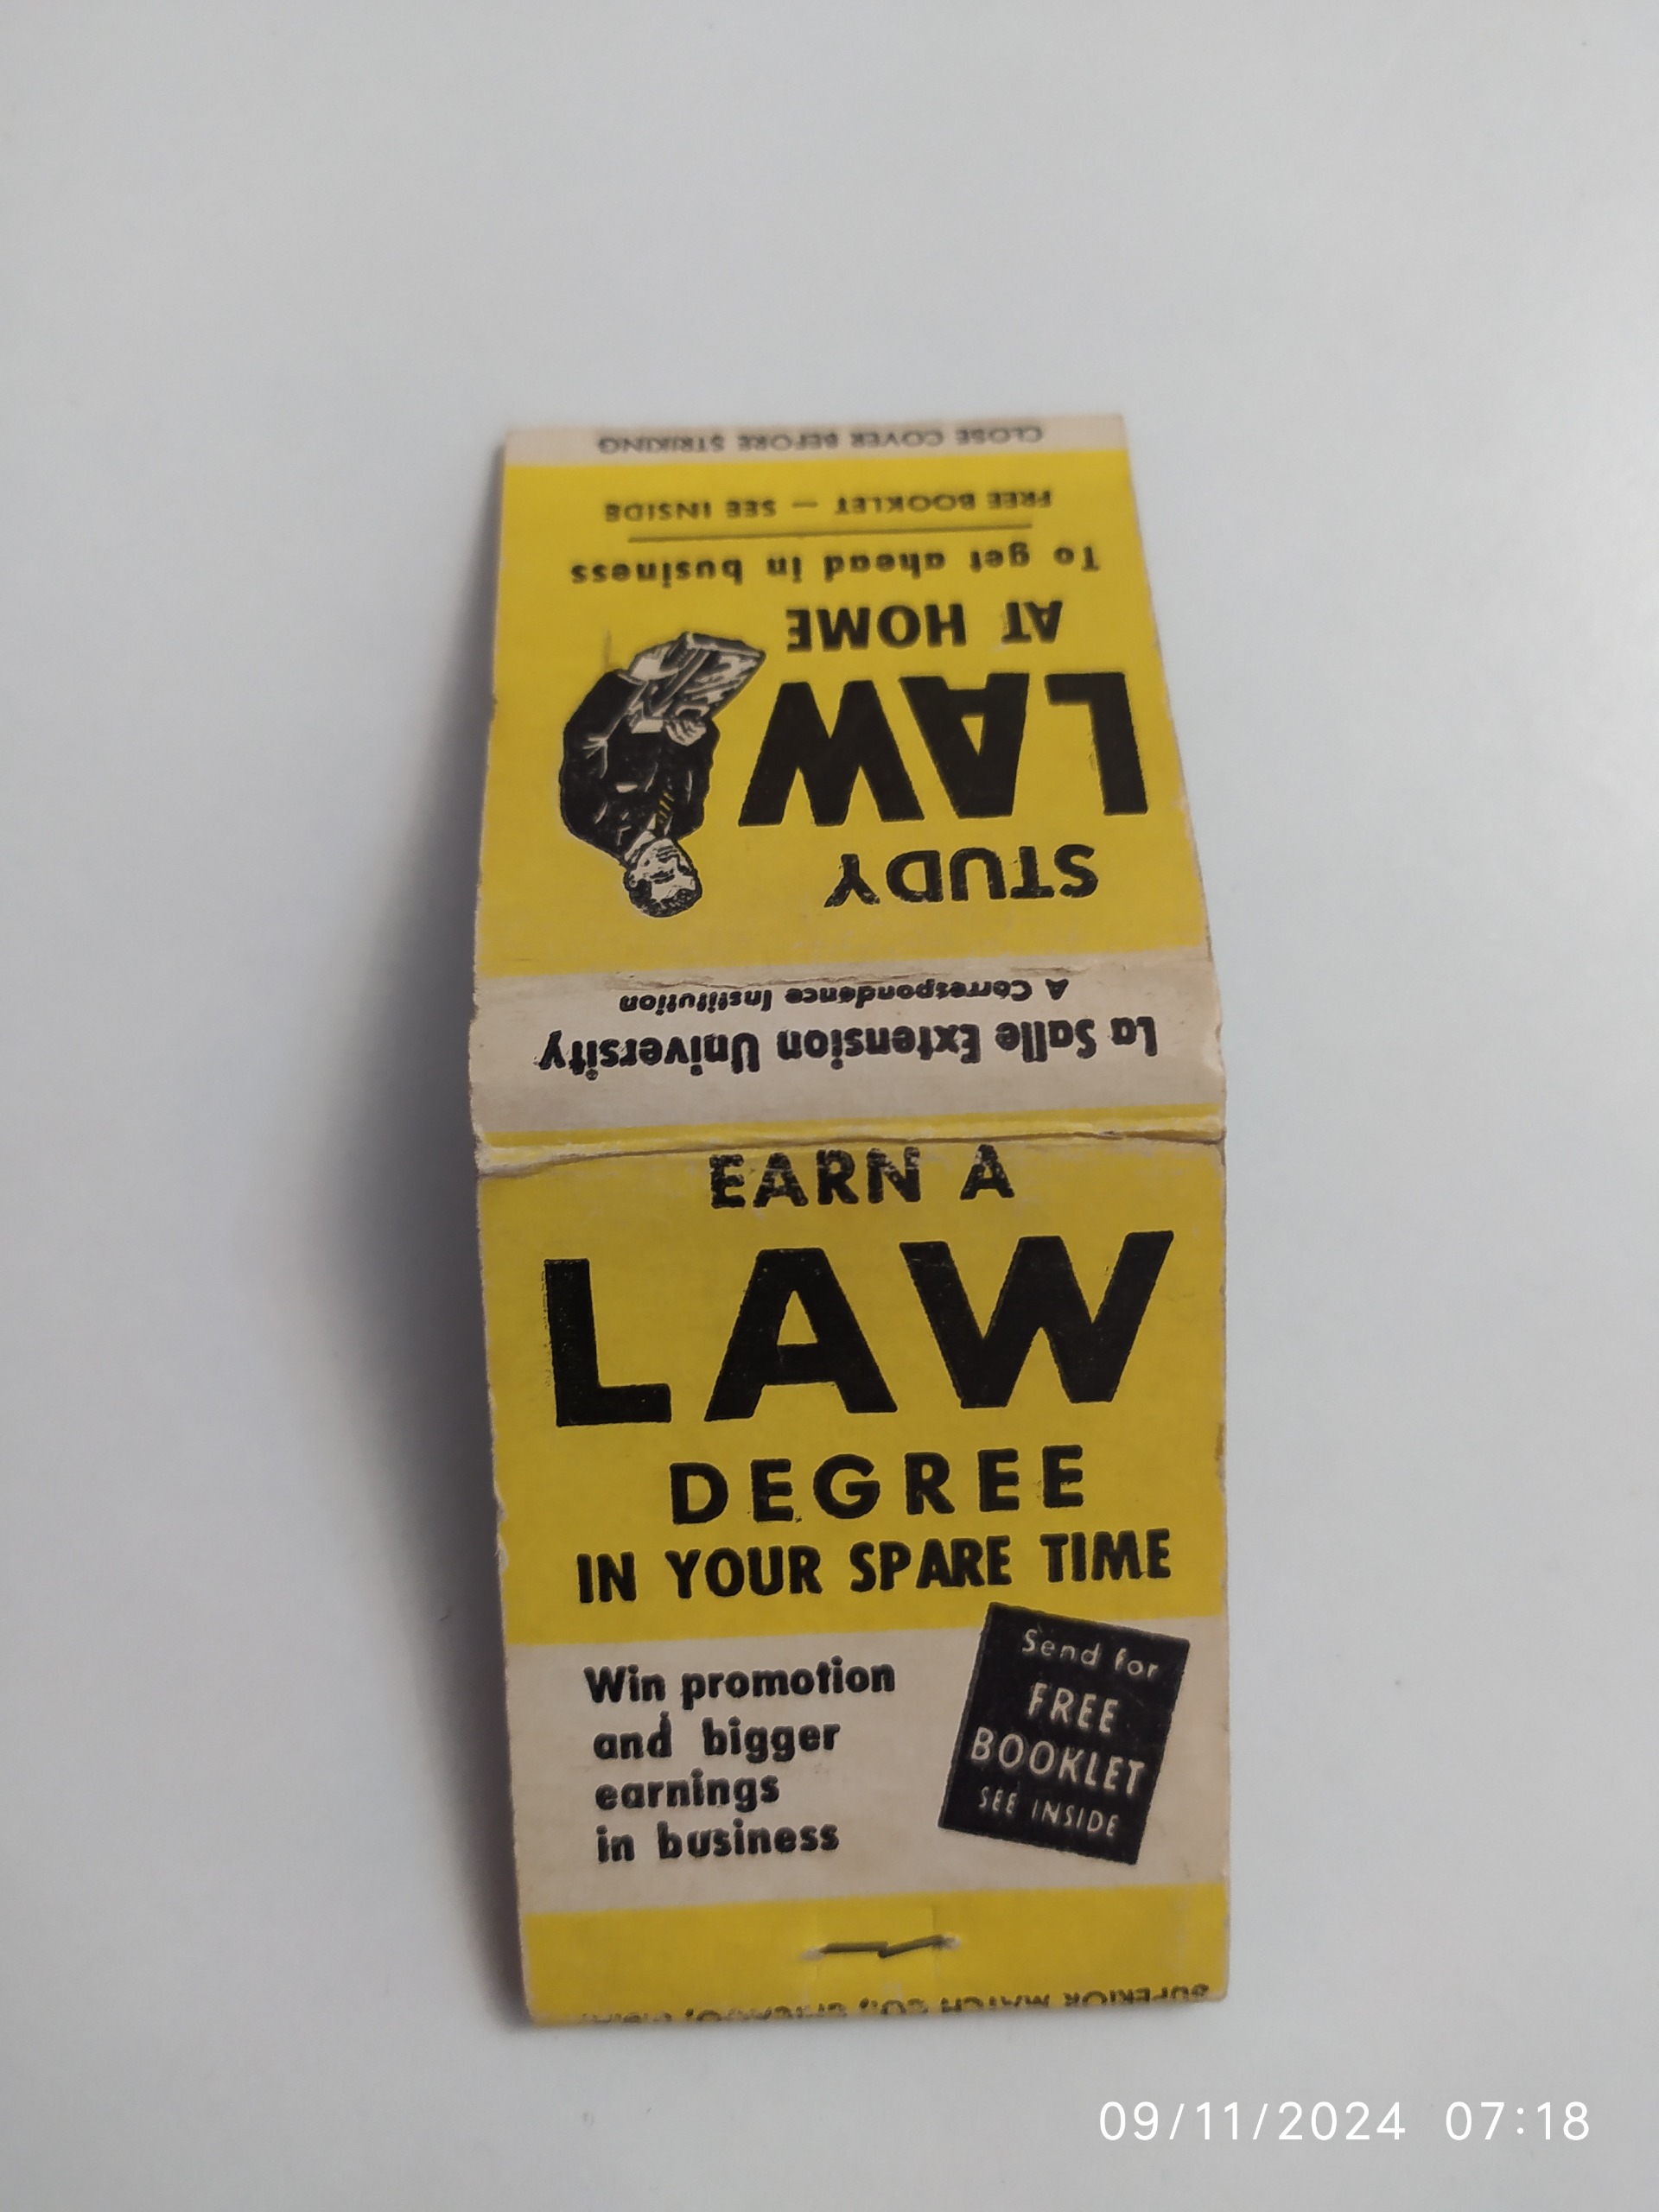 CLOSE COVER BEFORE STRIKING
FREE BOOKLET — SEE INSIDE
To get ahead in business
AT HOME
LAW
STUDY
A Correspondence Institution
La Salle Extension University
EARN A
LAW
DEGREE
IN YOUR SPARE TIME
Win promotion
and bigger
earnings
in business
Send for
FREE
BOOKLET
SEE INSIDE
SUPERIOR MATCH CO., CHICAGO, U.S.A.
09/11/2024 07:18